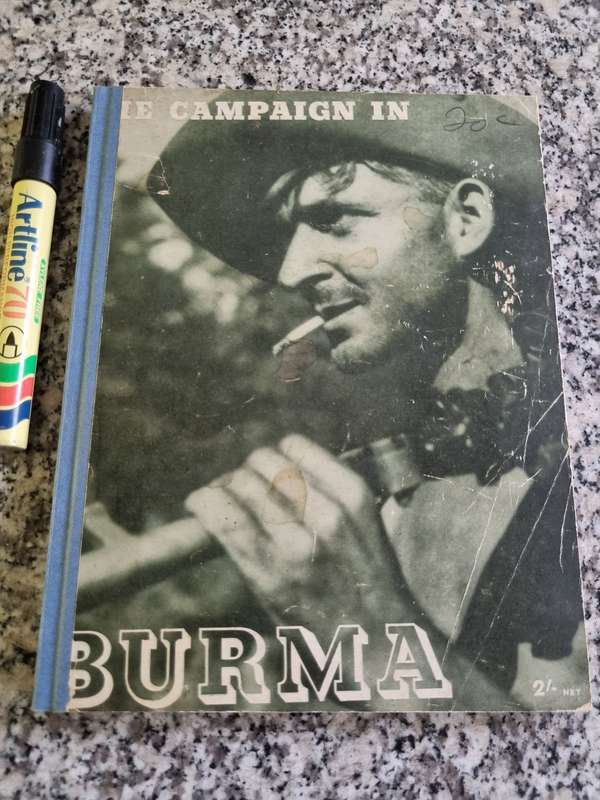 IE CAMPAIGN IN
Artline 70
BURMA
2/- NET